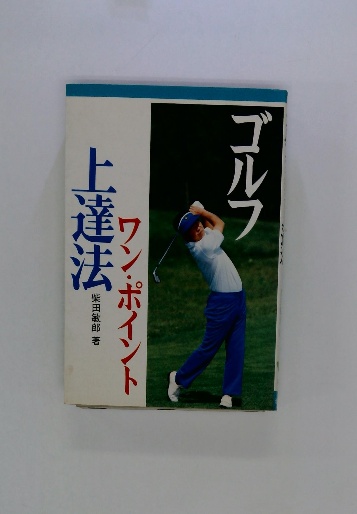 ゴルフ
ワン・ポイント
上達法
柴田敏郎 著